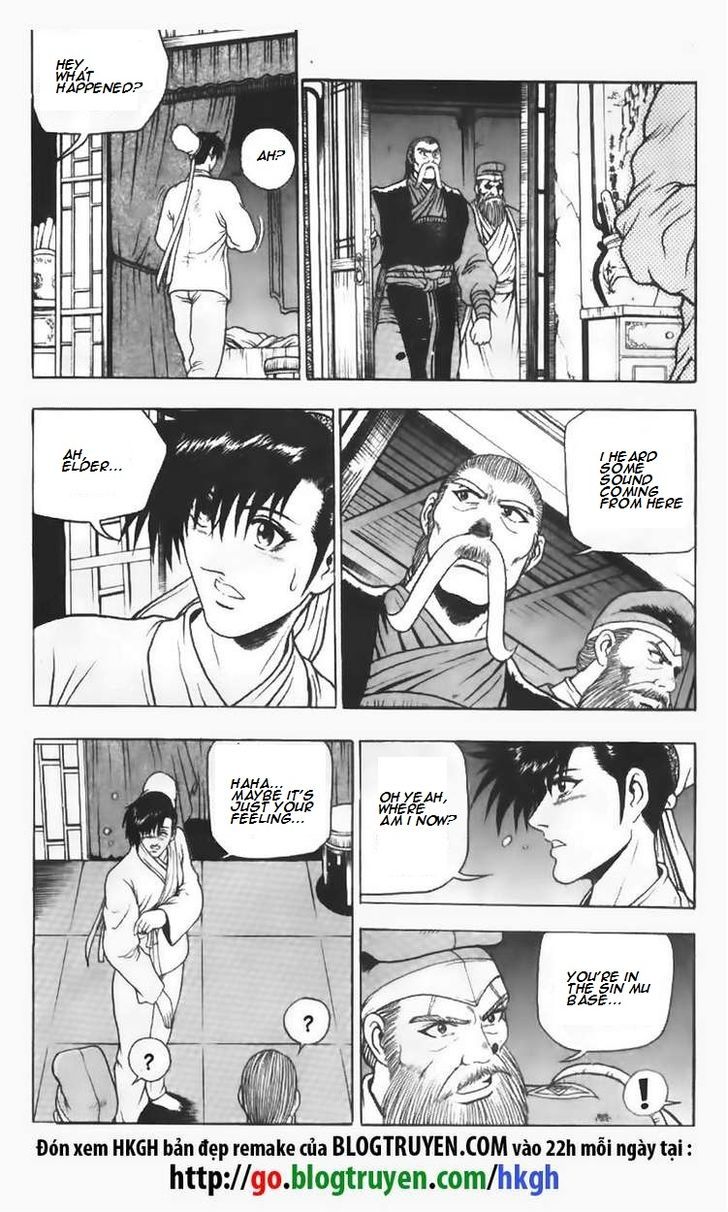 HEY,
WHAT
HAPPENED?
AH?
AH,
ELDER...
I HEARD
SOME
SOUND
COMING
FROM HERE
HAHA...
MAYBE IT'S
JUST YOUR
FEELING...
?
?
OH YEAH,
WHERE
AM I NOW?
YOU'RE IN
THE SIN MU
BASE...
!
Đón xem HKGH bản đẹp remake của BLOGTRUYEN.COM vào 22h mỗi ngày tại :
http://go.blogtruyen.com/hkgh